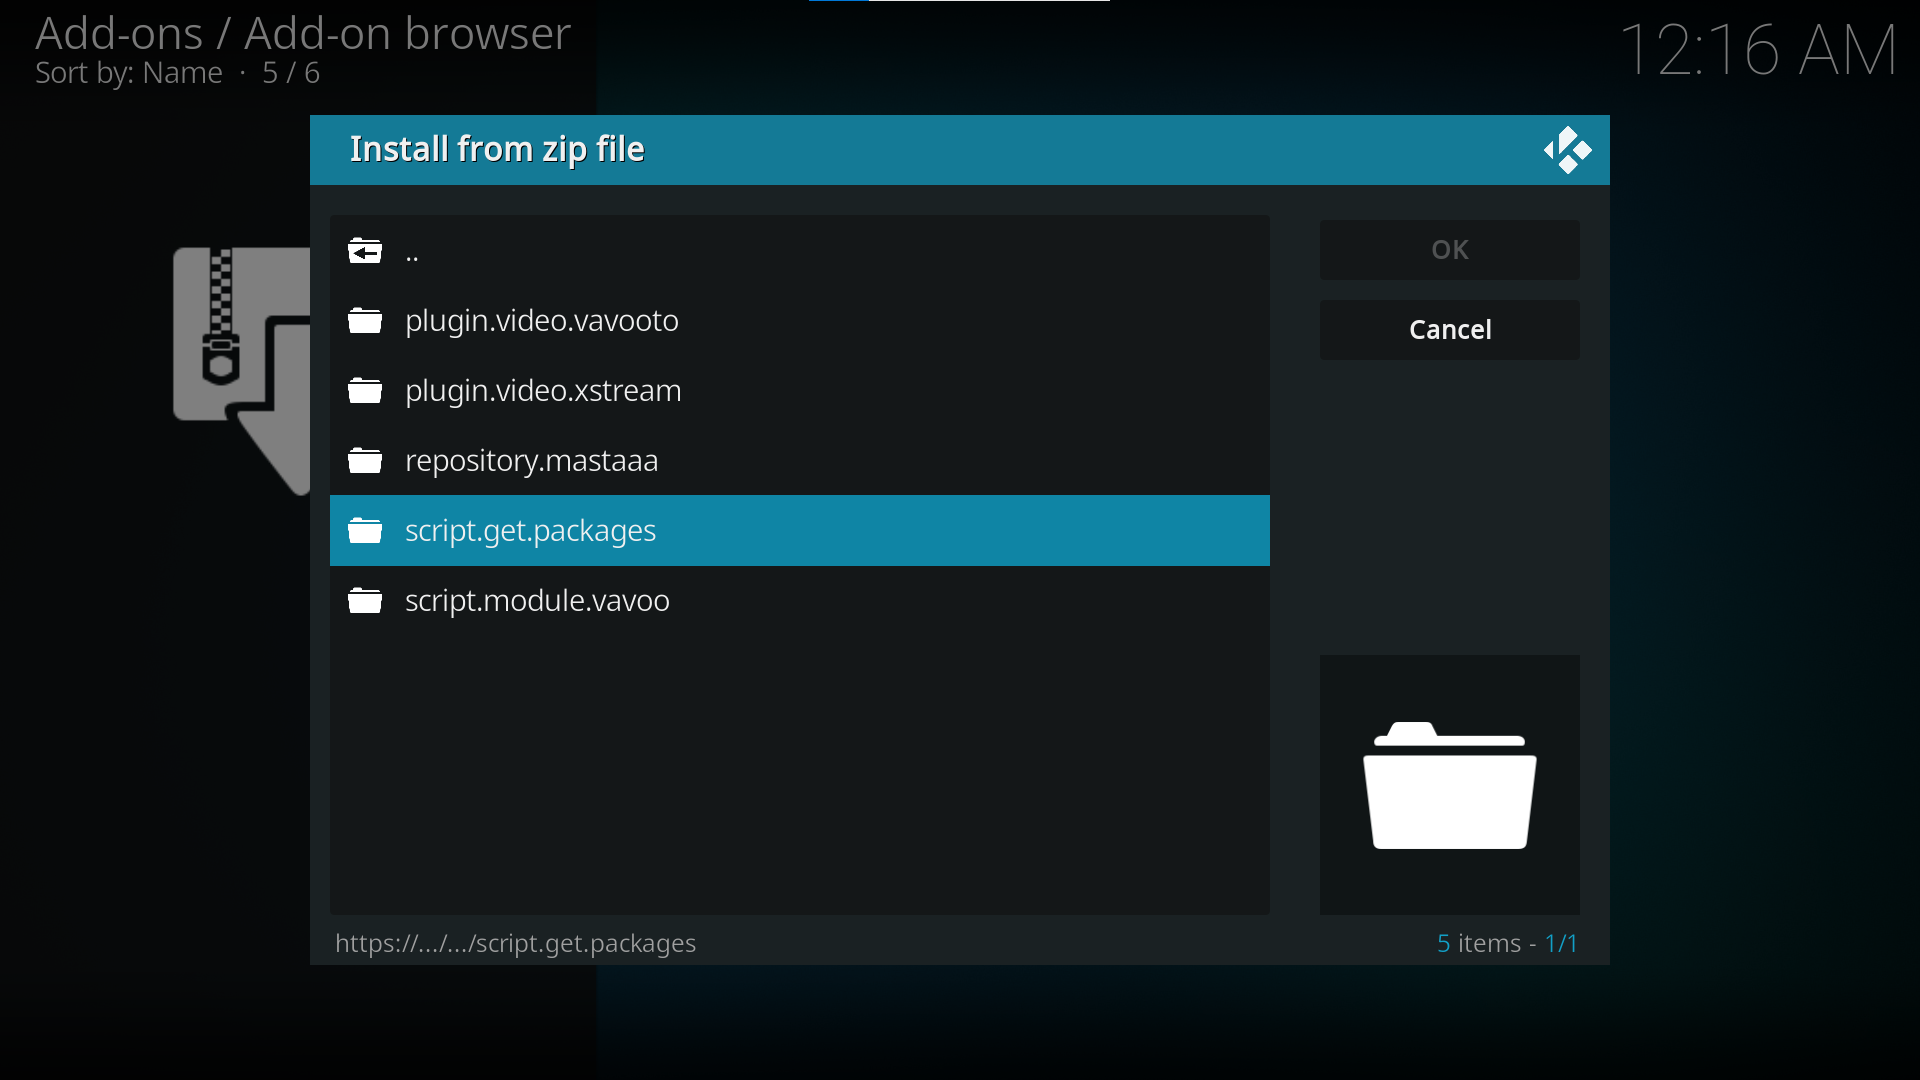 Add-ons / Add-on browser
Sort by: Name · 5 / 6
12:16 AM
Install from zip file
..
plugin.video.vavooto
plugin.video.xstream
repository.mastaaa
script.get.packages
script.module.vavoo
OK
Cancel
https://.../.../script.get.packages
5 items - 1/1